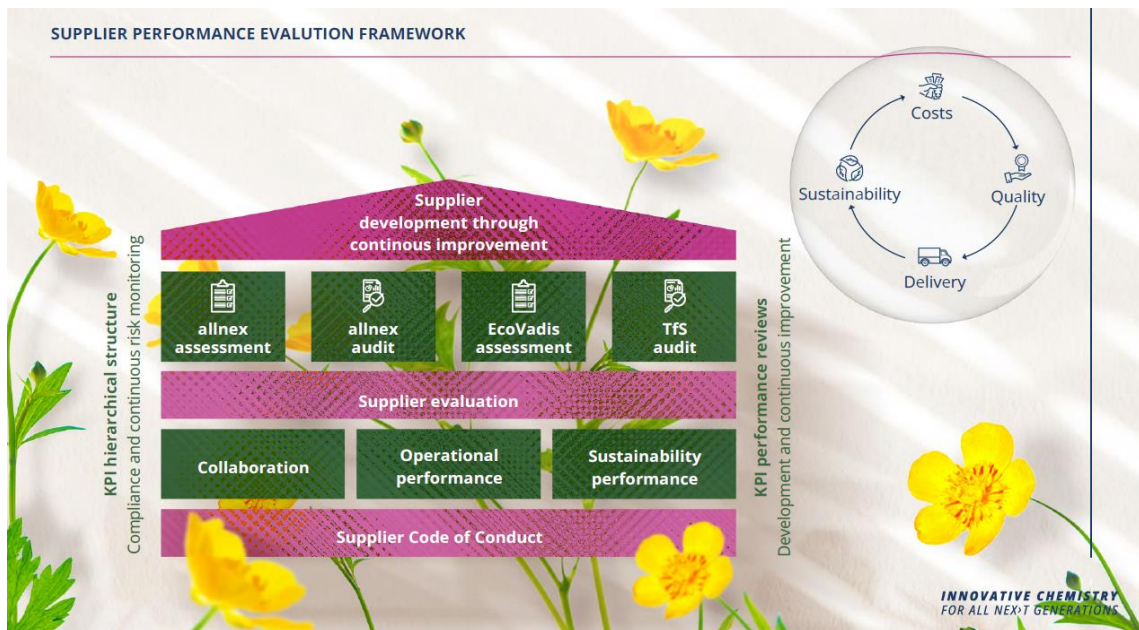 SUPPLIER PERFORMANCE EVALUTION FRAMEWORK
Costs
Quality
Delivery
Sustainability
Supplier
development through
continous improvement
allnex
assessment
allnex
audit
EcoVadis
assessment
TfS
audit
Supplier evaluation
Collaboration
Operational
performance
Sustainability
performance
Supplier Code of Conduct
KPI hierarchical structure
Compliance and continuous risk monitoring
KPI performance reviews
Development and continuous improvement
INNOVATIVE CHEMISTRY
FOR ALL NEX›T GENERATIONS